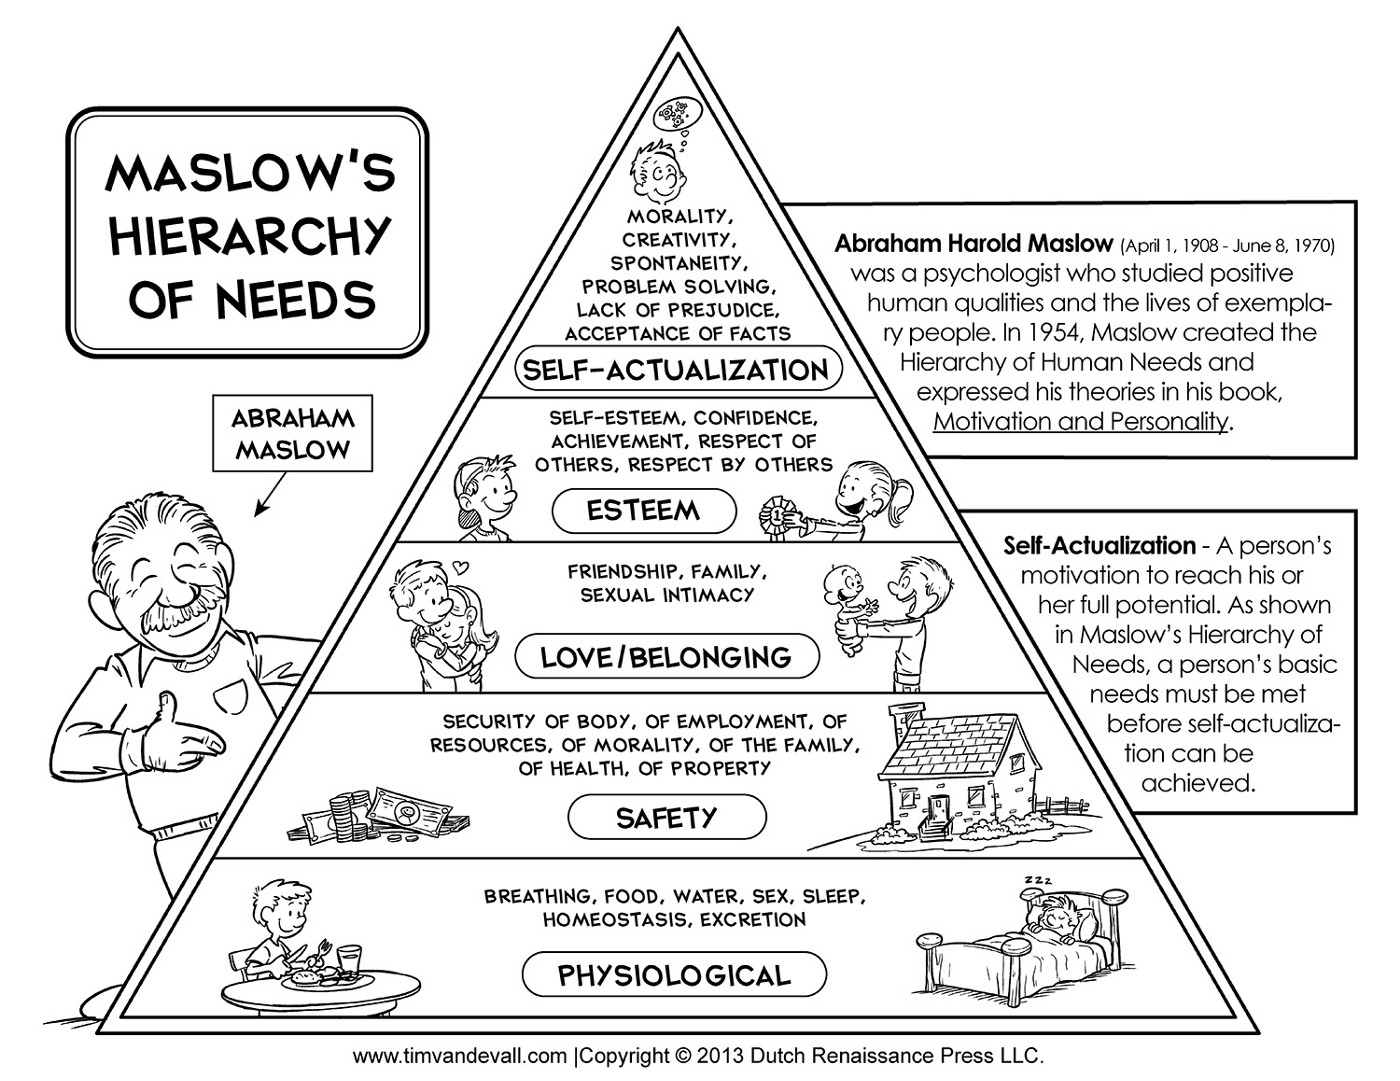 MASLOW'S
HIERARCHY
OF NEEDS
ABRAHAM
MASLOW
MORALITY,
CREATIVITY,
SPONTANEITY,
PROBLEM SOLVING,
LACK OF PREJUDICE,
ACCEPTANCE OF FACTS
SELF-ACTUALIZATION
SELF-ESTEEM, CONFIDENCE,
ACHIEVEMENT, RESPECT OF
OTHERS, RESPECT BY OTHERS
ESTEEM
1
FRIENDSHIP, FAMILY,
SEXUAL INTIMACY
LOVE/BELONGING
SECURITY OF BODY, OF EMPLOYMENT, OF
RESOURCES, OF MORALITY, OF THE FAMILY,
OF HEALTH, OF PROPERTY
SAFETY
BREATHING, FOOD, WATER, SEX, SLEEP,
HOMEOSTASIS, EXCRETION
PHYSIOLOGICAL
zzz
Abraham Harold Maslow (April 1, 1908 - June 8, 1970)
was a psychologist who studied positive
human qualities and the lives of exempla-
ry people. In 1954, Maslow created the
Hierarchy of Human Needs and
expressed his theories in his book,
Motivation and Personality.
Self-Actualization - A person's
motivation to reach his or
her full potential. As shown
in Maslow's Hierarchy of
Needs, a person's basic
needs must be met
before self-actualiza-
tion can be
achieved.
www.timvandevall.com |Copyright © 2013 Dutch Renaissance Press LLC.